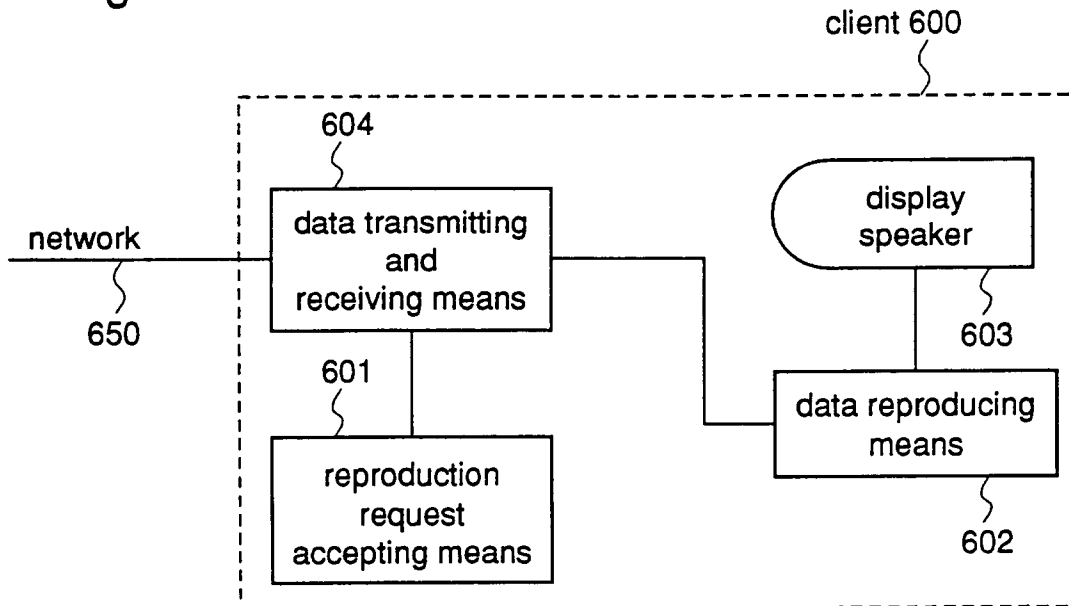 client 600
604
data transmitting
and
receiving means
display
speaker
network
650
603
601
data reproducing
means
reproduction
request
accepting means
602